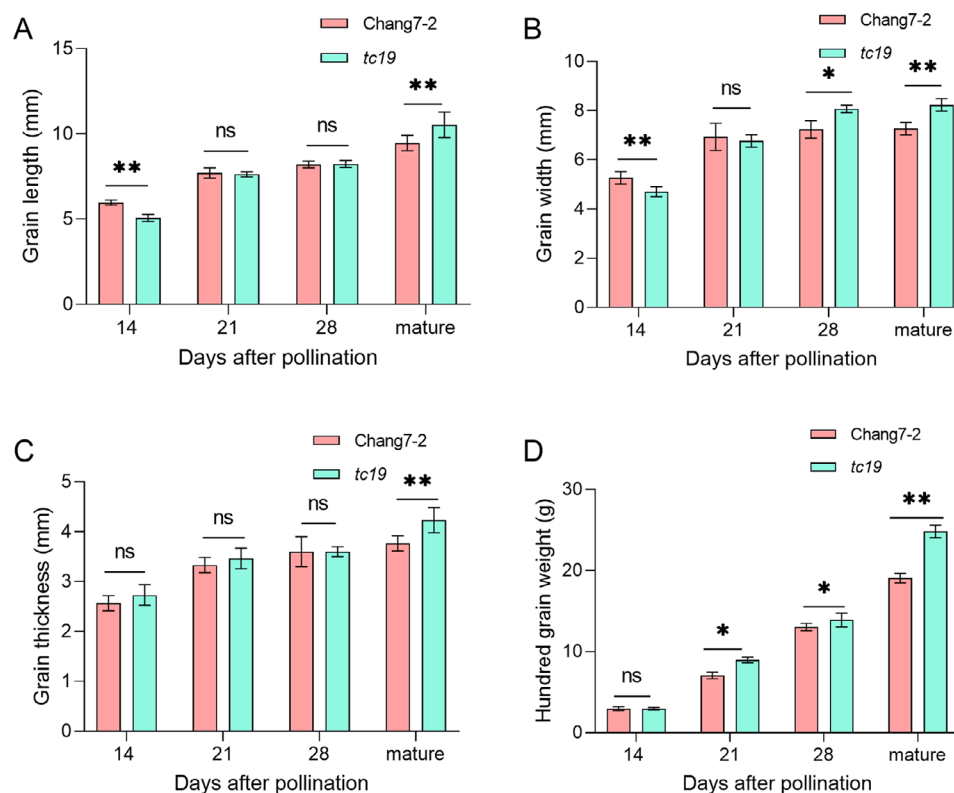 A
Chang7-2
tc19
Grain length (mm)
15
10
5
0
**
ns
ns
**
14
21
28
mature
Days after pollination
B
Chang7-2
tc19
Grain width (mm)
10
8
6
4
2
0
**
ns
*
**
14
21
28
mature
Days after pollination
C
Chang7-2
tc19
Grain thickness (mm)
5
4
3
2
1
0
ns
ns
ns
**
14
21
28
mature
Days after pollination
D
Chang7-2
tc19
Hundred grain weight (g)
30
20
10
0
ns
*
*
**
14
21
28
mature
Days after pollination